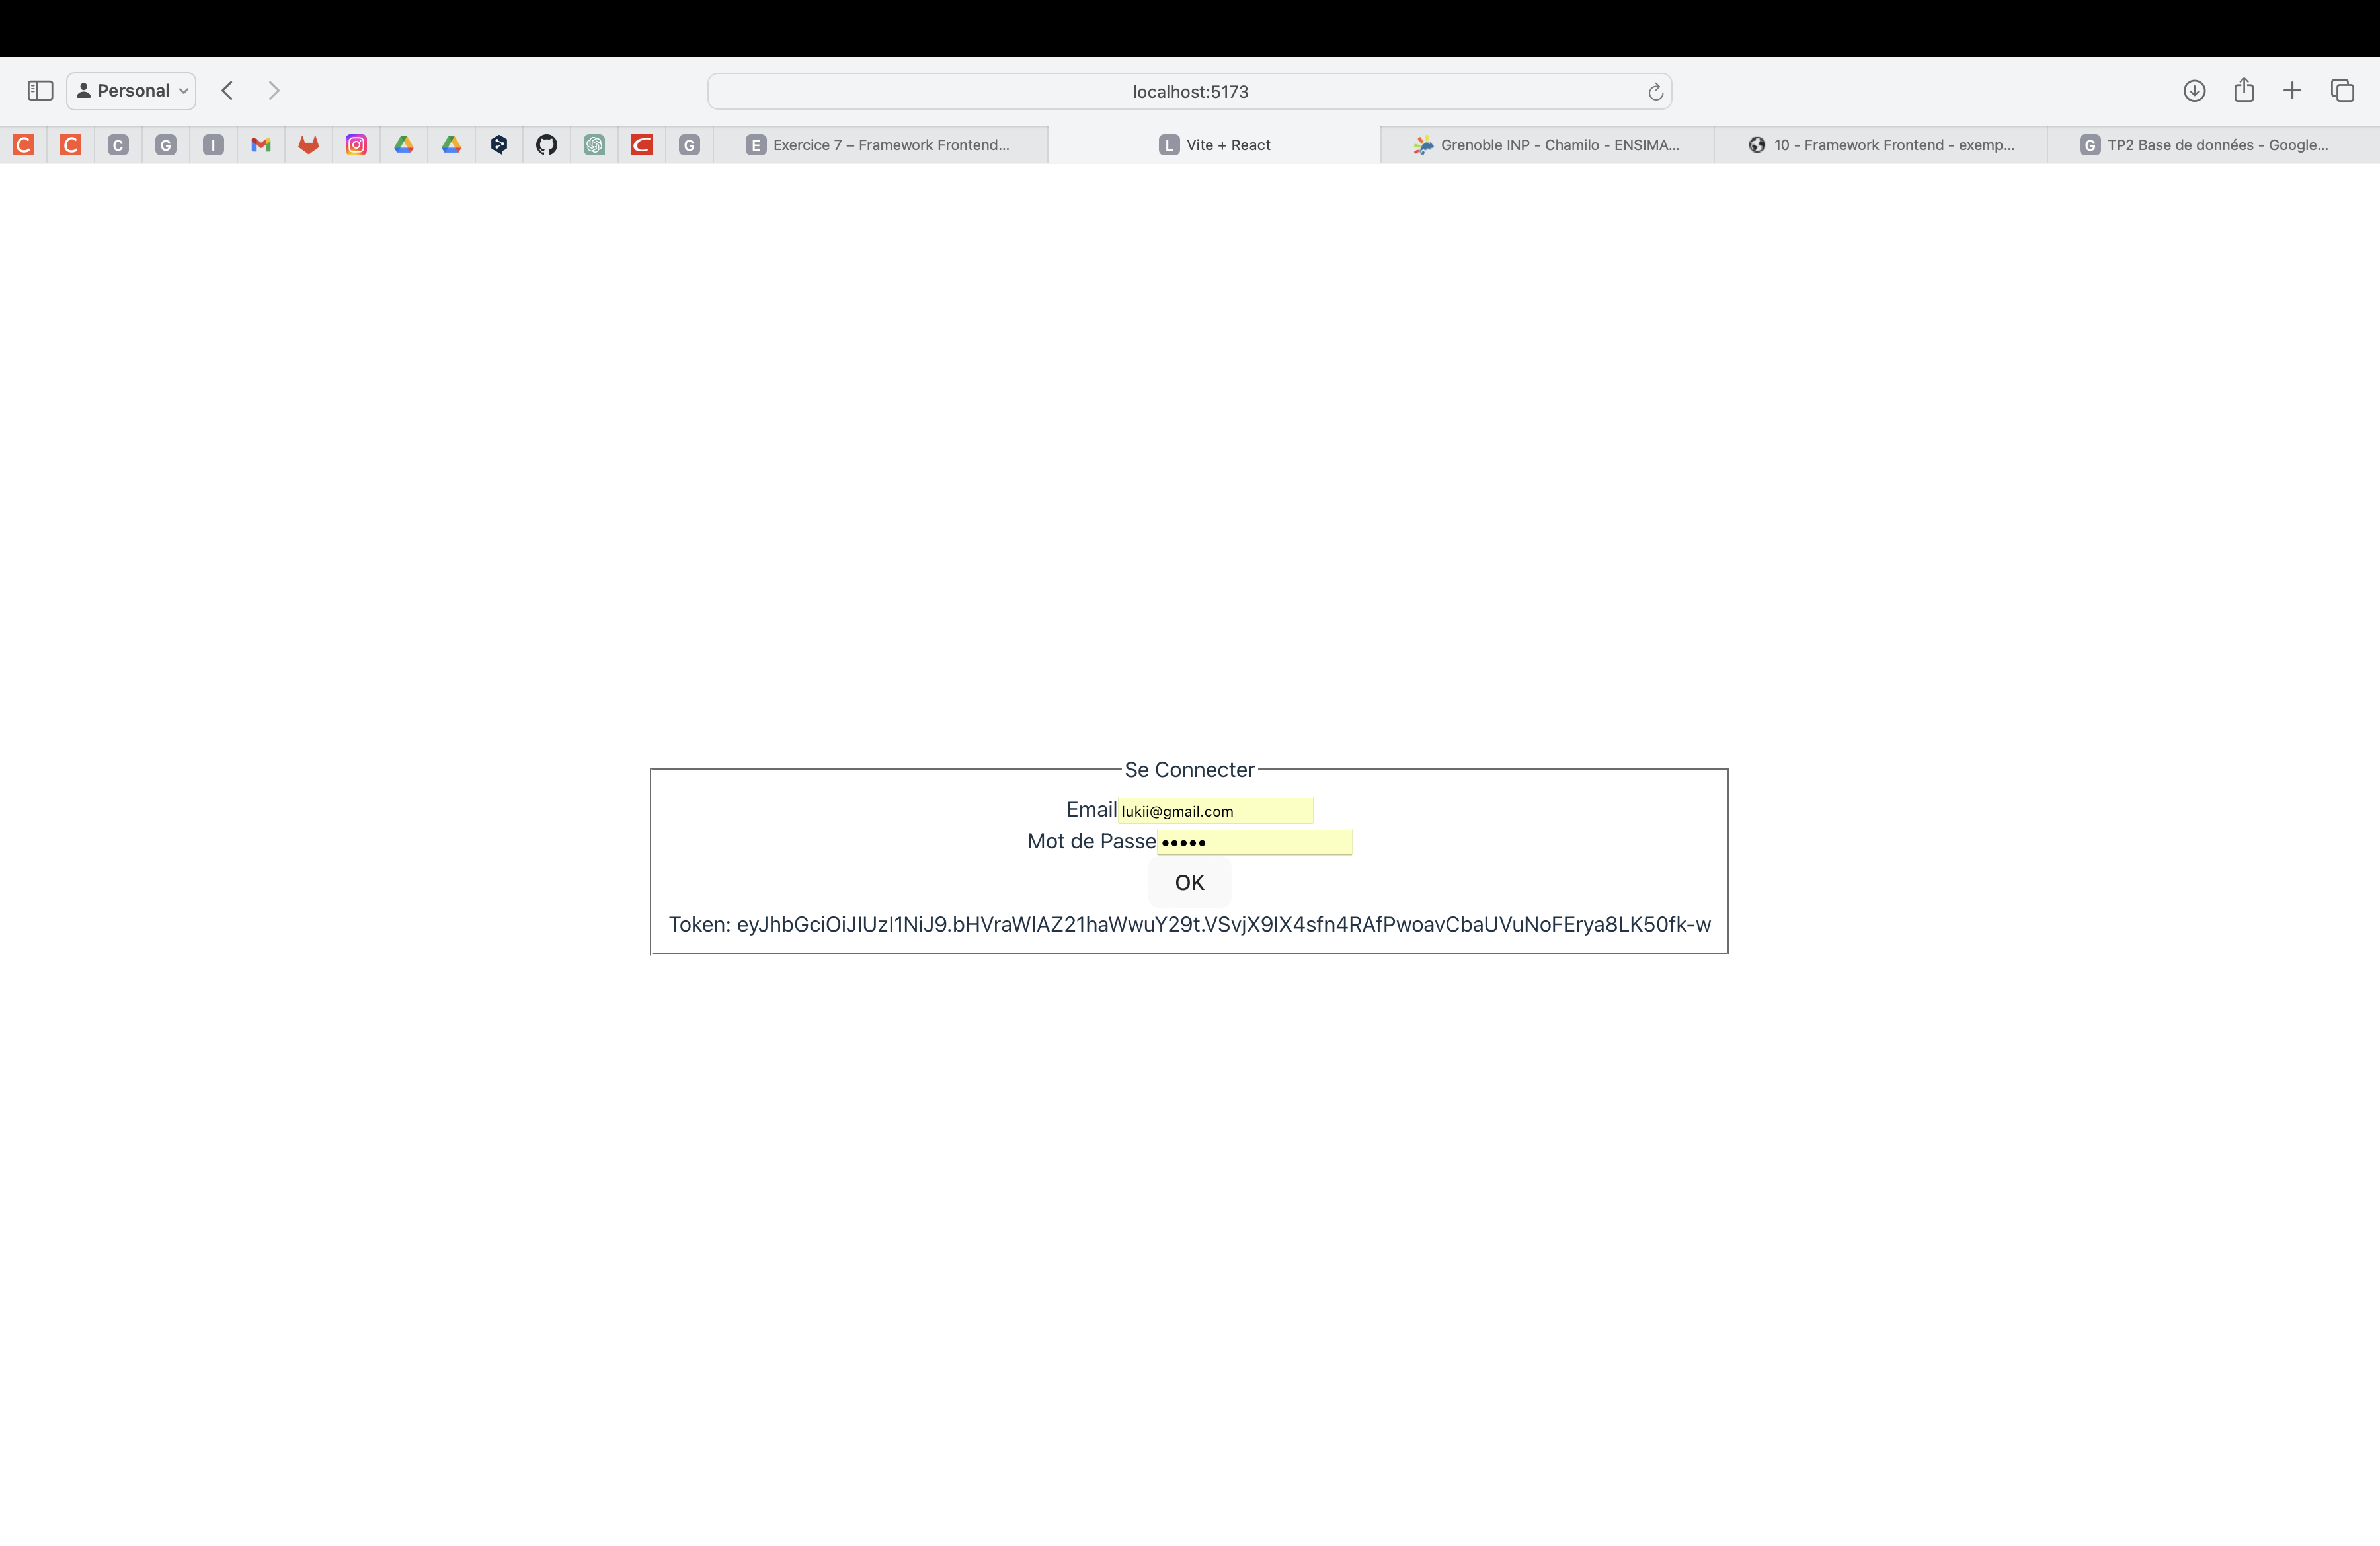 Personal
localhost:5173
C C C G I G E Exercice 7 – Framework Frontend... L Vite + React Grenoble INP - Chamilo - ENSIMA... 10 - Framework Frontend - exemp... G TP2 Base de données - Google...
Se Connecter
Email lukii@gmail.com
Mot de Passe •••••
OK
Token: eyJhbGciOiJIUzI1NiJ9.bHVraWlAZ21haWwuY29t.VSvjX9IX4sfn4RAfPwoavCbaUVuNoFErya8LK50fk-w